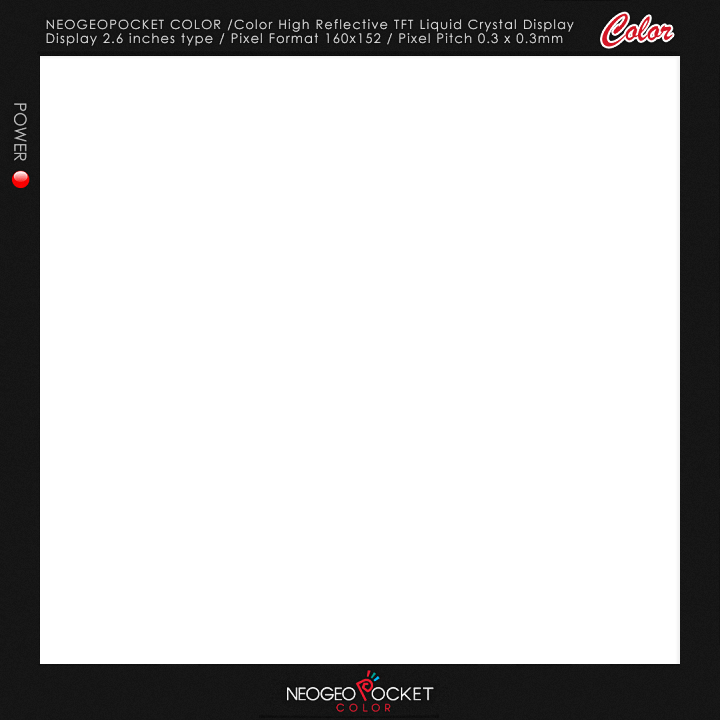 NEOGEOPOCKET COLOR /Color High Reflective TFT Liquid Crystal Display
Display 2.6 inches type / Pixel Format 160x152 / Pixel Pitch 0.3 x 0.3mm
Color
POWER
NEOGEO POCKET
COLOR